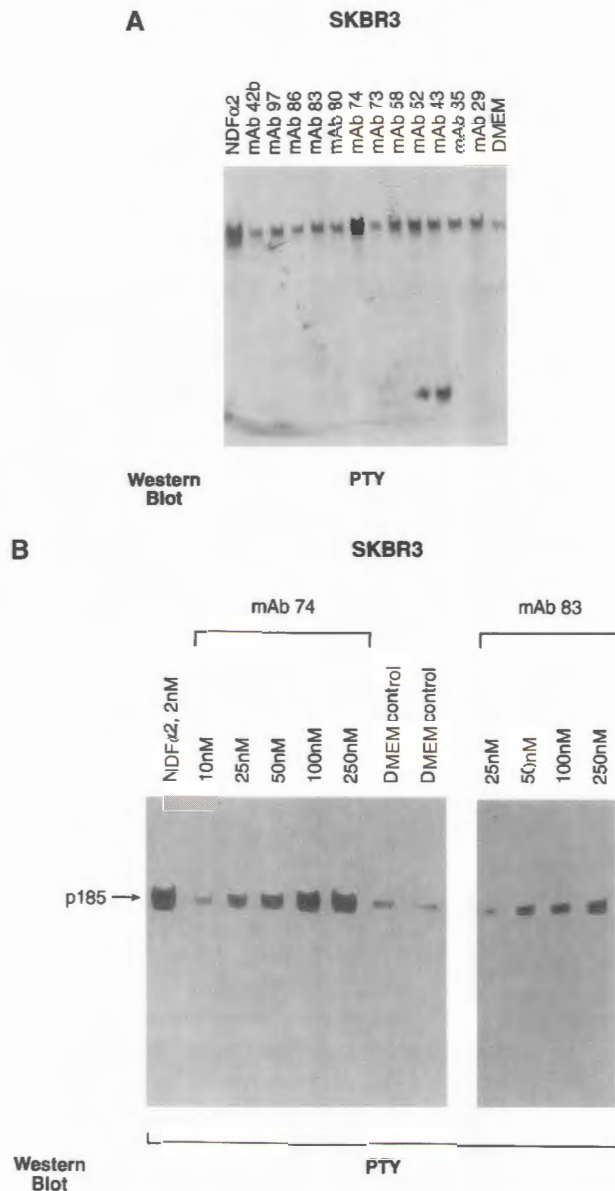 A
SKBR3
NDFα2
mAb 42b
mAb 97
mAb 86
mAb 83
mAb 80
mAb 74
mAb 73
mAb 58
mAb 52
mAb 43
mAb 35
mAb 29
DMEM
Western
Blot
PTY
B
SKBR3
mAb 74
mAb 83
NDFα2, 2nM
10nM
25nM
50nM
100nM
250nM
DMEM control
DMEM control
25nM
50nM
100nM
250nM
p185
Western
Blot
PTY